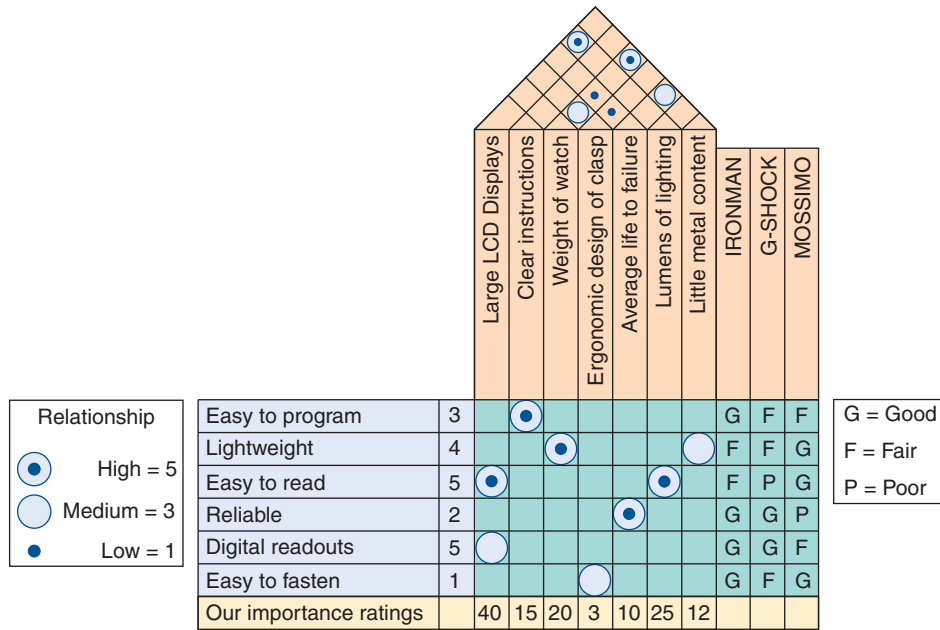 Large LCD Displays
Clear instructions
Weight of watch
Ergonomic design of clasp
Average life to failure
Lumens of lighting
Little metal content
IRONMAN
G-SHOCK
MOSSIMO
Relationship
High = 5
Medium = 3
Low = 1
Easy to program 3 G F F
Lightweight 4 F F G
Easy to read 5 F P G
Reliable 2 G G P
Digital readouts 5 G G F
Easy to fasten 1 G F G
Our importance ratings 40 15 20 3 10 25 12
G = Good
F = Fair
P = Poor